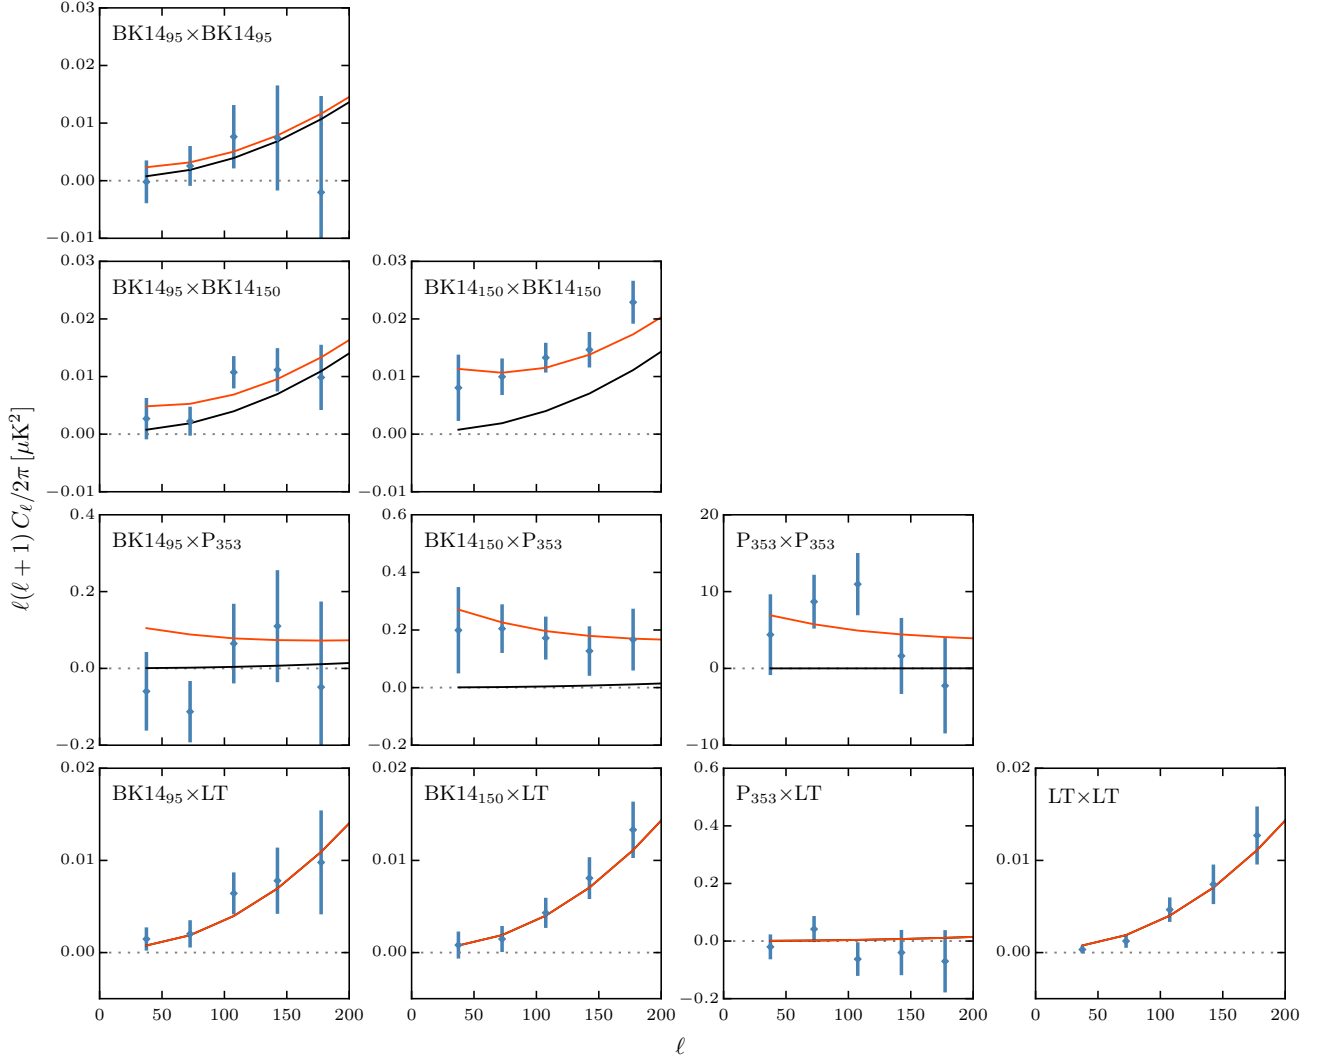 0.03
BK14₉₅×BK14₉₅
0.02
0.01
0.00
−0.01
0.03 0.03
BK14₉₅×BK14₁₅₀ BK14₁₅₀×BK14₁₅₀
0.02 0.02
0.01 0.01
0.00 0.00
−0.01 −0.01
ℓ(ℓ + 1) Cℓ/2π [μK²]
0.4 0.6 20
BK14₉₅×P₃₅₃ BK14₁₅₀×P₃₅₃ P₃₅₃×P₃₅₃
0.2 0.4 10
0.2
0.0 0.0 0
−0.2 −0.2 −10
0.02 0.02 0.6 0.02
BK14₉₅×LT BK14₁₅₀×LT P₃₅₃×LT LT×LT
0.4
0.01 0.01 0.2 0.01
0.00 0.00 0.0 0.00
−0.2
0 50 100 150 200 0 50 100 150 200 0 50 100 150 200 0 50 100 150 200
ℓ